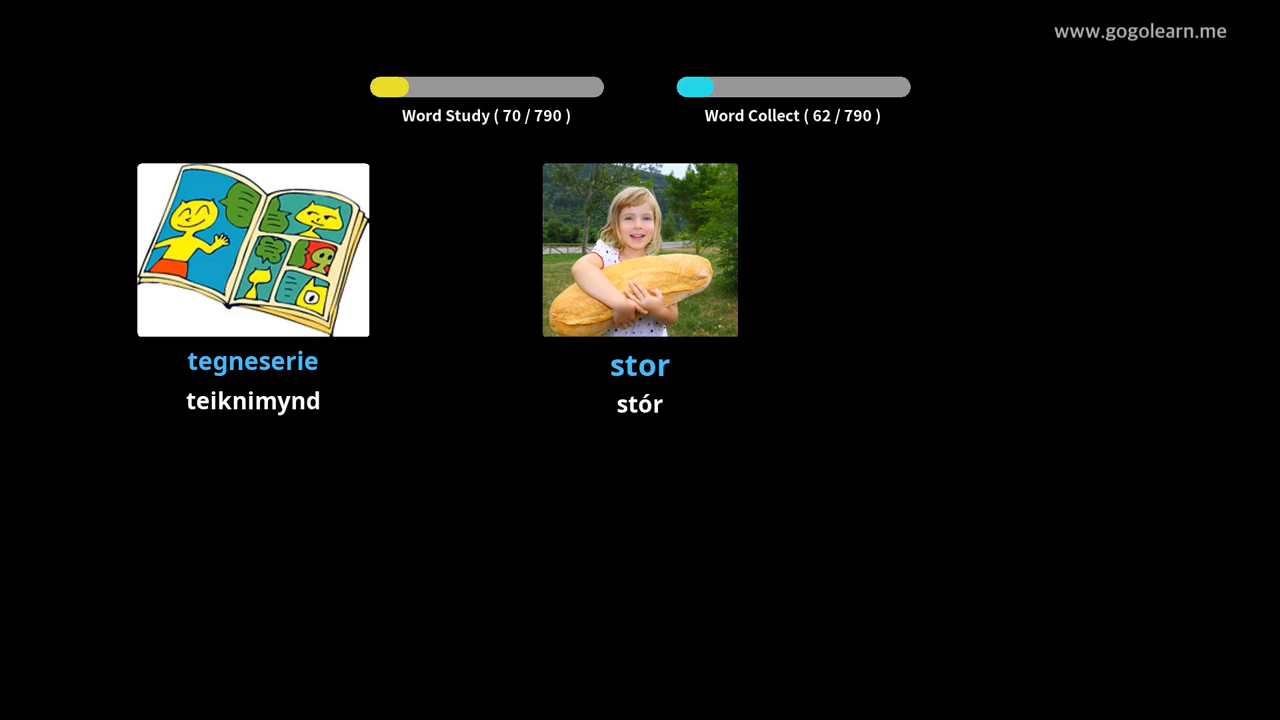 www.gogolearn.me
Word Study ( 70 / 790 )
Word Collect ( 62 / 790 )
tegneserie
teiknimynd
stor
stór